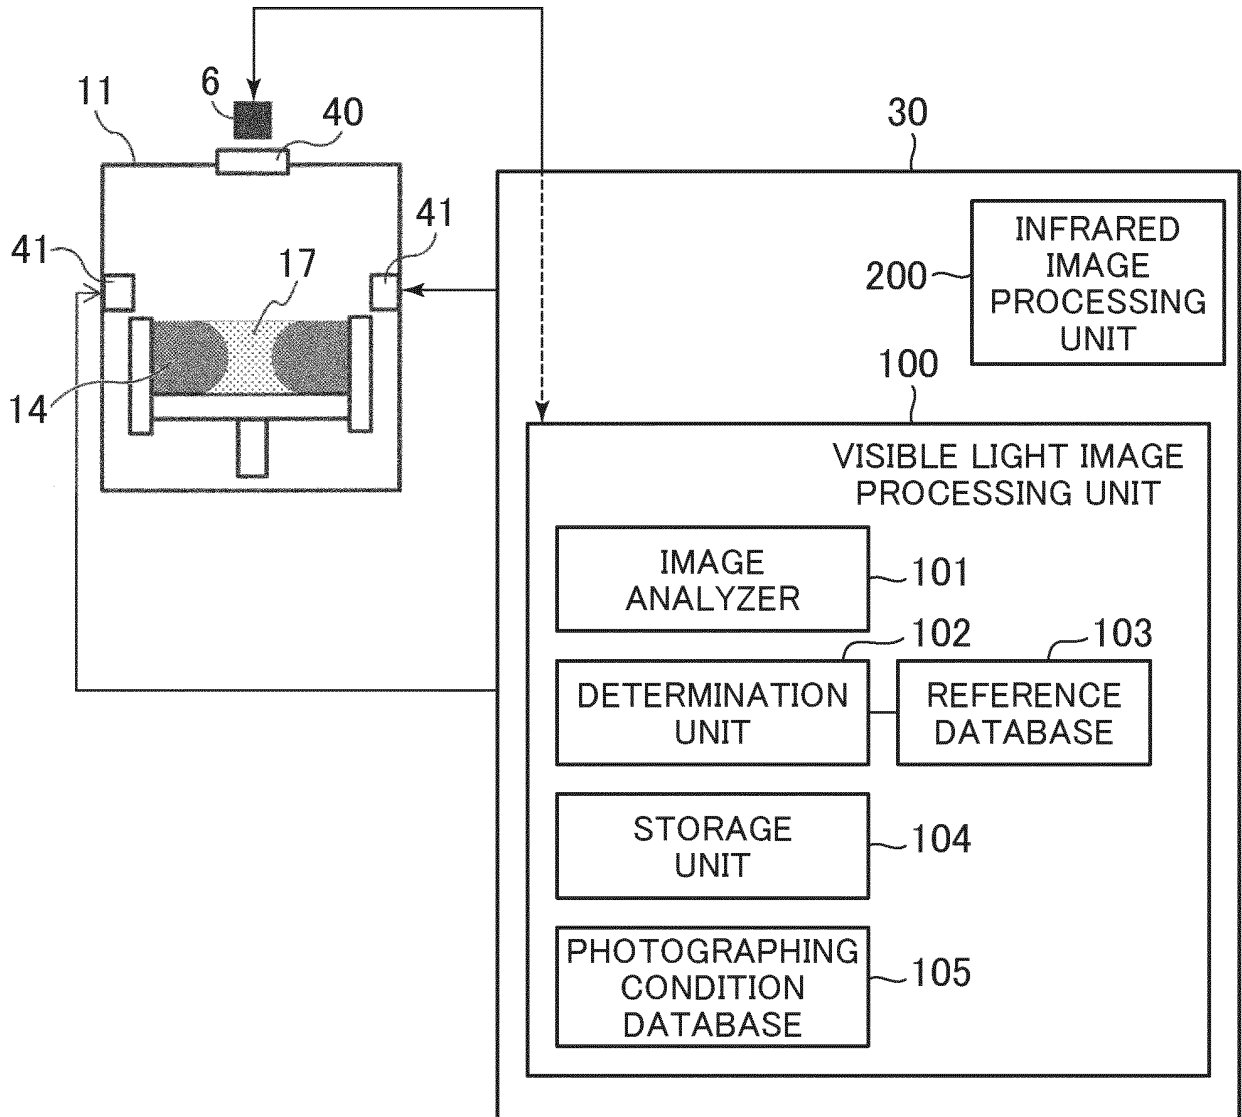 6
11
40
30
41
41
17
14
INFRARED
IMAGE
PROCESSING
UNIT
200
100
VISIBLE LIGHT IMAGE
PROCESSING UNIT
IMAGE
ANALYZER
101
102
103
DETERMINATION
UNIT
REFERENCE
DATABASE
STORAGE
UNIT
104
PHOTOGRAPHING
CONDITION
DATABASE
105